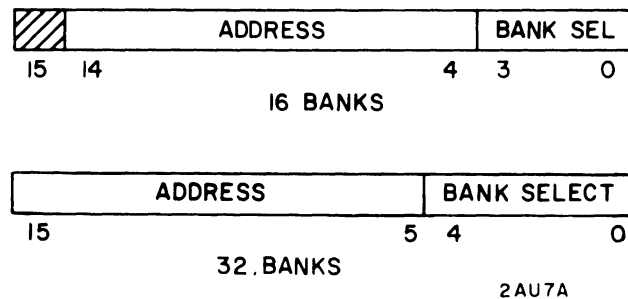 ADDRESS BANK SEL
15 14 4 3 0
16 BANKS
ADDRESS BANK SELECT
15 5 4 0
32.BANKS
2AU7A